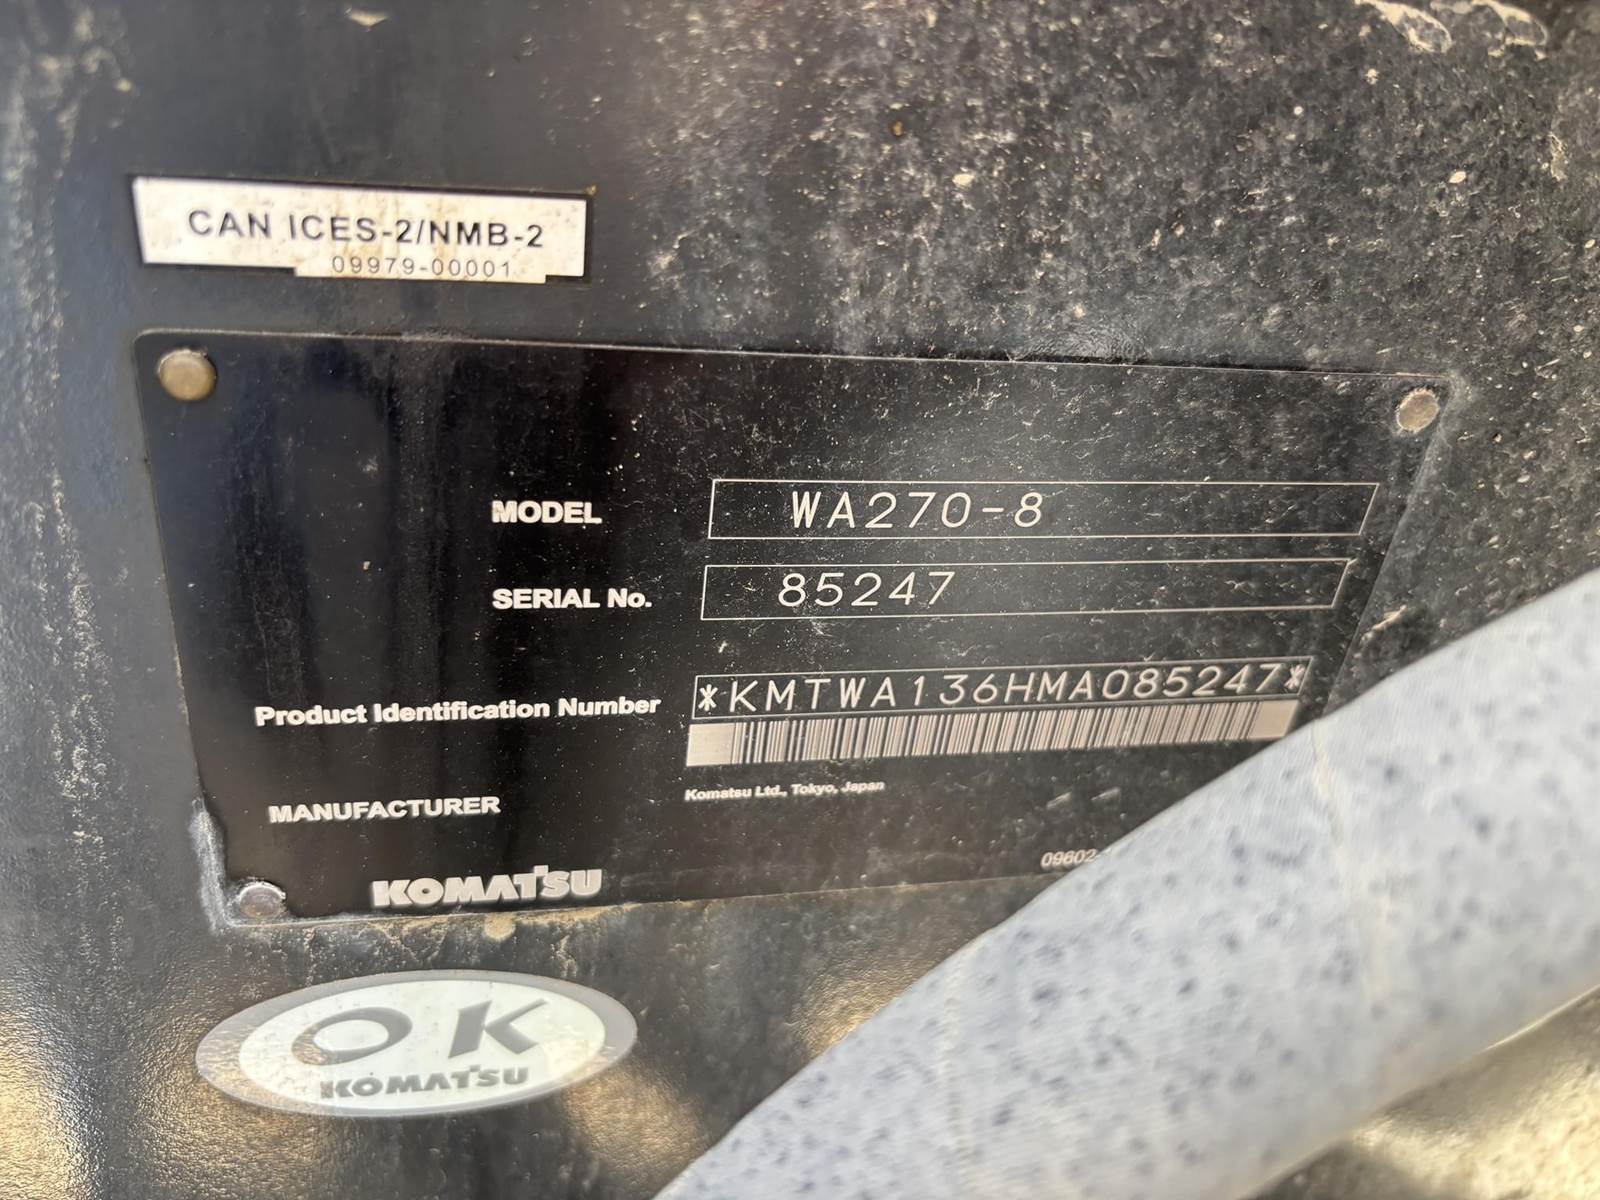 CAN ICES-2/NMB-2
09979-00001
MODEL WA270-8
SERIAL No. 85247
Product Identification Number *KMTWA136HMA085247*
MANUFACTURER Komatsu Ltd., Tokyo, Japan
09602-
KOMATSU
OK
KOMATSU